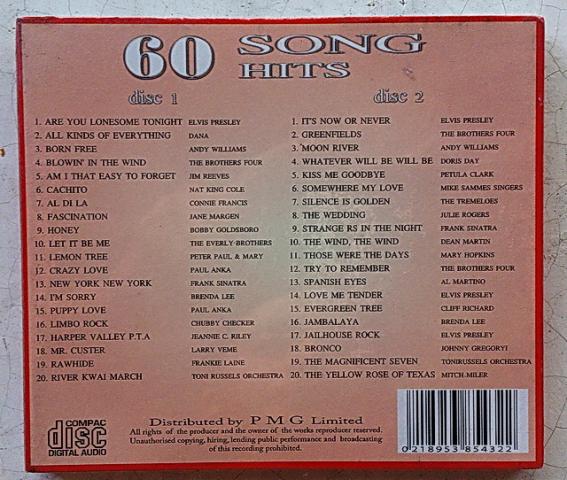 60 SONG HITS
disc 1
1. ARE YOU LONESOME TONIGHT ELVIS PRESLEY
2. ALL KINDS OF EVERYTHING DANA
3. BORN FREE ANDY WILLIAMS
4. BLOWIN' IN THE WIND THE BROTHERS FOUR
5. AM I THAT EASY TO FORGET JIM REEVES
6. CACHITO NAT KING COLE
7. AL DI LA CONNIE FRANCIS
8. FASCINATION JANE MARGEN
9. HONEY BOBBY GOLDSBORO
10. LET IT BE ME THE EVERLY-BROTHERS
11. LEMON TREE PETER PAUL & MARY
12. CRAZY LOVE PAUL ANKA
13. NEW YORK NEW YORK FRANK SINATRA
14. I'M SORRY BRENDA LEE
15. PUPPY LOVE PAUL ANKA
16. LIMBO ROCK CHUBBY CHECKER
17. HARPER VALLEY P.T.A JEANNIE C. RILEY
18. MR. CUSTER LARRY VEME
19. RAWHIDE FRANKIE LAINE
20. RIVER KWAI MARCH TONI RUSSELS ORCHESTRA
disc 2
1. IT'S NOW OR NEVER ELVIS PRESLEY
2. GREENFIELDS THE BROTHERS FOUR
3. MOON RIVER ANDY WILLIAMS
4. WHATEVER WILL BE WILL BE DORIS DAY
5. KISS ME GOODBYE PETULA CLARK
6. SOMEWHERE MY LOVE MIKE SAMMES SINGERS
7. SILENCE IS GOLDEN THE TREMELOES
8. THE WEDDING JULIE ROGERS
9. STRANGE RS IN THE NIGHT FRANK SINATRA
10. THE WIND, THE WIND DEAN MARTIN
11. THOSE WERE THE DAYS MARY HOPKINS
12. TRY TO REMEMBER THE BROTHERS FOUR
13. SPANISH EYES AL MARTINO
14. LOVE ME TENDER ELVIS PRESLEY
15. EVERGREEN TREE CLIFF RICHARD
16. JAMBALAYA BRENDA LEE
17. JAILHOUSE ROCK ELVIS PRESLEY
18. BRONCO JOHNNY GREGORYI
19. THE MAGNIFICENT SEVEN TONIRUSSELS ORCHESTRA
20. THE YELLOW ROSE OF TEXAS MITCH-MILER
COMPAC
disc
DIGITAL AUDIO
Distributed by P M G Limited
All rights of the producer and the owner of the works reproducer reserved.
Unauthorised copying, hiring, lending public performance and broadcasting
of this recording prohibited.
0 218953 854322